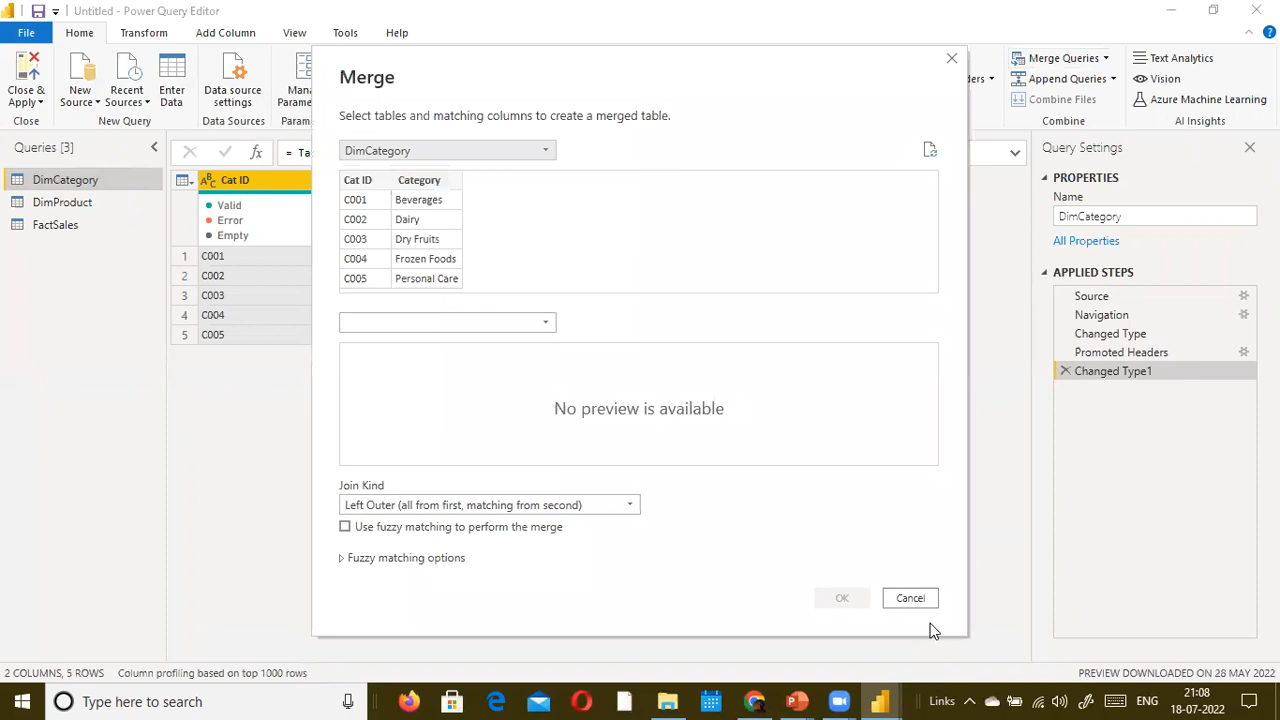 Untitled - Power Query Editor
File Home Transform Add Column View Tools Help
Close & Apply
New Source
Recent Sources
Enter Data
Data source settings
Manage
Param
Merge Queries
Append Queries
Combine Files
Text Analytics
Vision
Azure Machine Learning
Close
New Query
Data Sources
Param
Combine
AI Insights
Queries [3]
DimCategory
DimProduct
FactSales
fx
= Ta
ABC Cat ID
Valid
Error
Empty
1 C001
2 C002
3 C003
4 C004
5 C005
Merge
Select tables and matching columns to create a merged table.
DimCategory
Cat ID Category
C001 Beverages
C002 Dairy
C003 Dry Fruits
C004 Frozen Foods
C005 Personal Care
No preview is available
Join Kind
Left Outer (all from first, matching from second)
Use fuzzy matching to perform the merge
Fuzzy matching options
OK Cancel
Query Settings
PROPERTIES
Name
DimCategory
All Properties
APPLIED STEPS
Source
Navigation
Changed Type
Promoted Headers
Changed Type1
2 COLUMNS, 5 ROWS Column profiling based on top 1000 rows
PREVIEW DOWNLOADED ON 28 MAY 2022
Type here to search
Links
ENG
21:08
18-07-2022